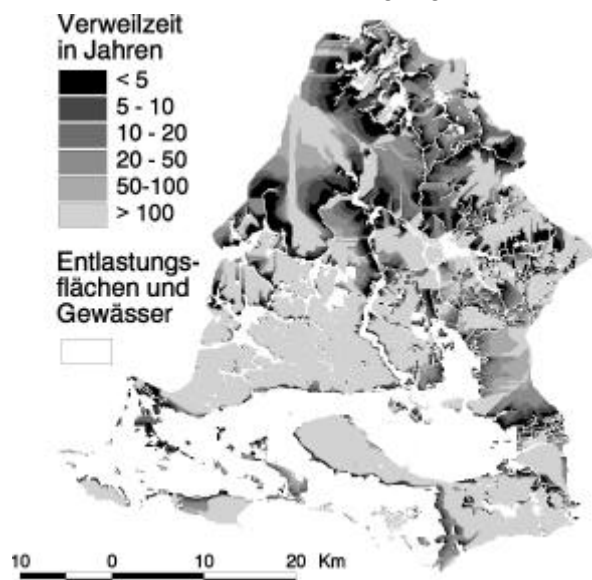 Verweilzeit
in Jahren
< 5
5 - 10
10 - 20
20 - 50
50-100
> 100
Entlastungs-
flächen und
Gewässer
10 0 10 20 Km